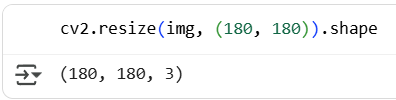 cv2.resize(img, (180, 180)).shape
(180, 180, 3)